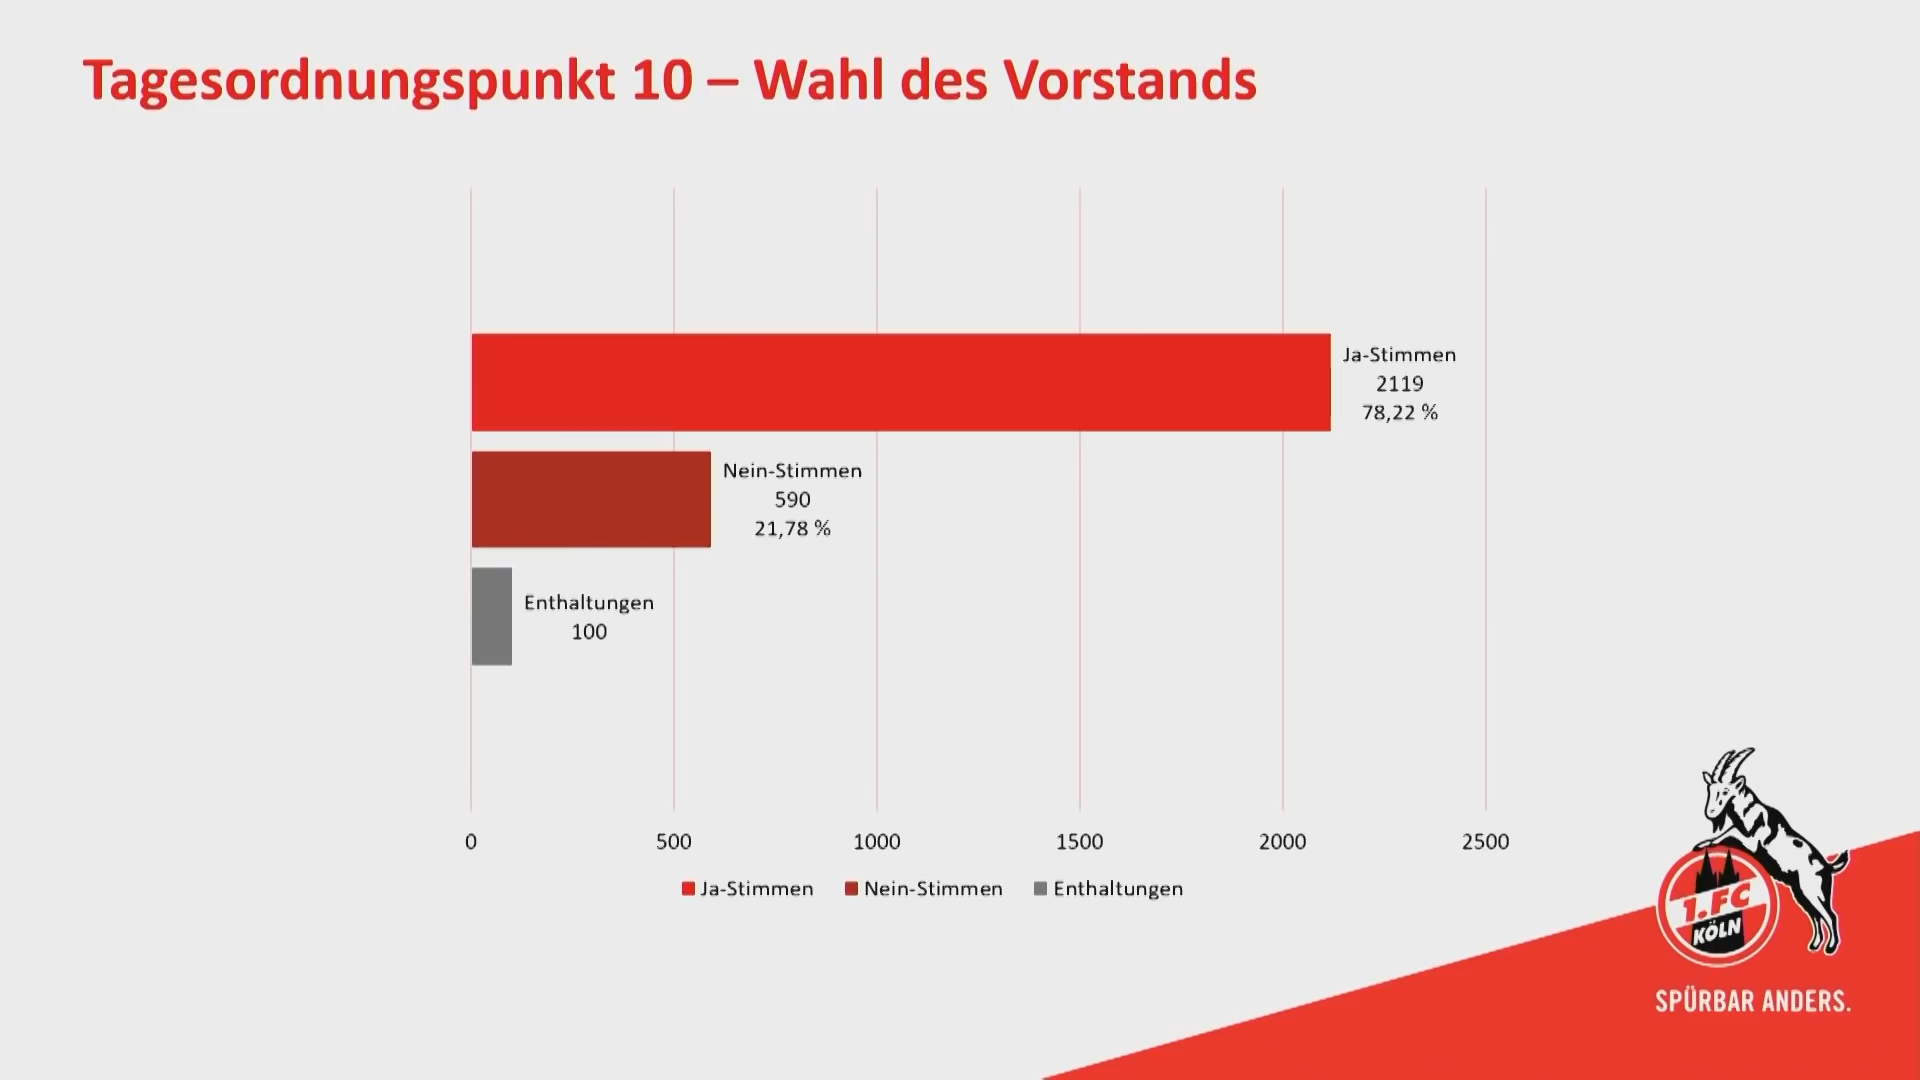 Tagesordnungspunkt 10 – Wahl des Vorstands
Ja-Stimmen
2119
78,22 %
Nein-Stimmen
590
21,78 %
Enthaltungen
100
0 500 1000 1500 2000 2500
Ja-Stimmen Nein-Stimmen Enthaltungen
1.FC
KÖLN
SPÜRBAR ANDERS.